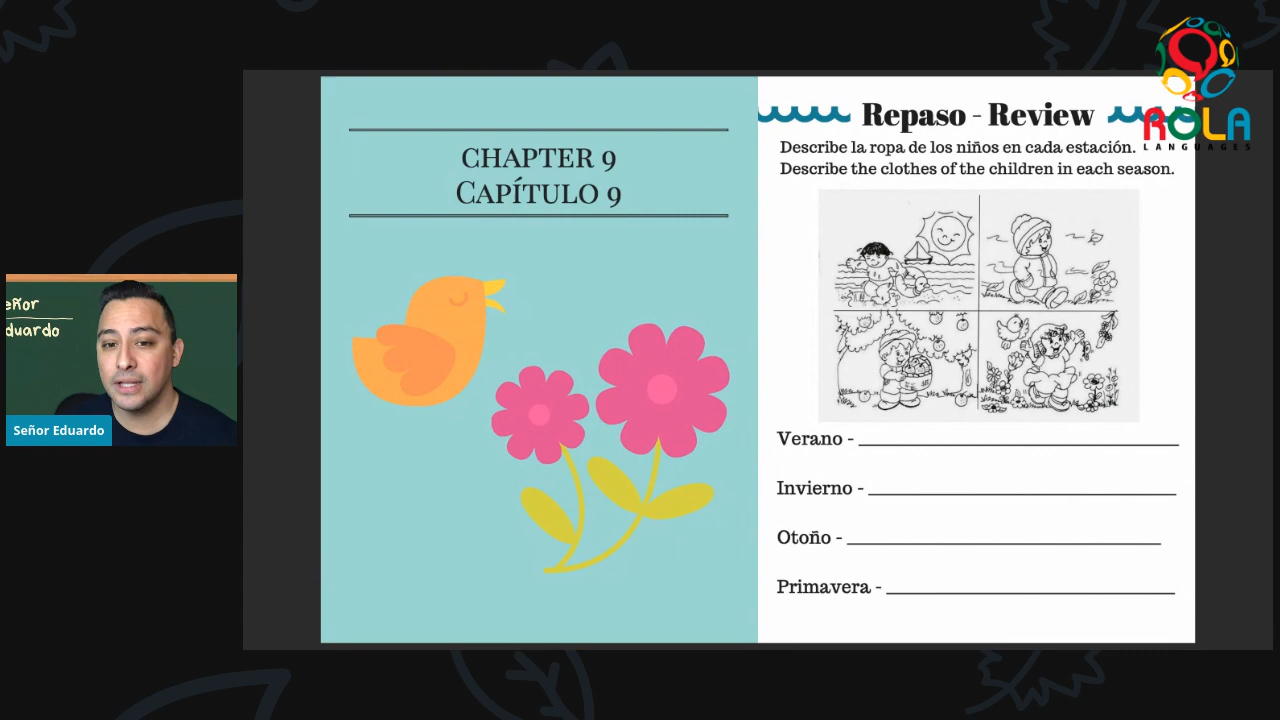 eñor
duardo
Señor Eduardo
CHAPTER 9
CAPÍTULO 9
Repaso - Review
Describe la ropa de los niños en cada estación.
Describe the clothes of the children in each season.
Verano -
Invierno -
Otoño -
Primavera -
ROLA
LANGUAGES